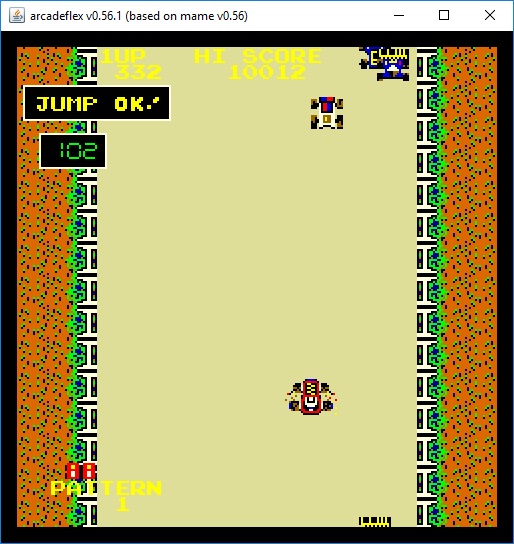 arcadeflex v0.56.1 (based on mame v0.56)
1UP HI SCORE
332 10012
JUMP OK!
102
PATTERN
1